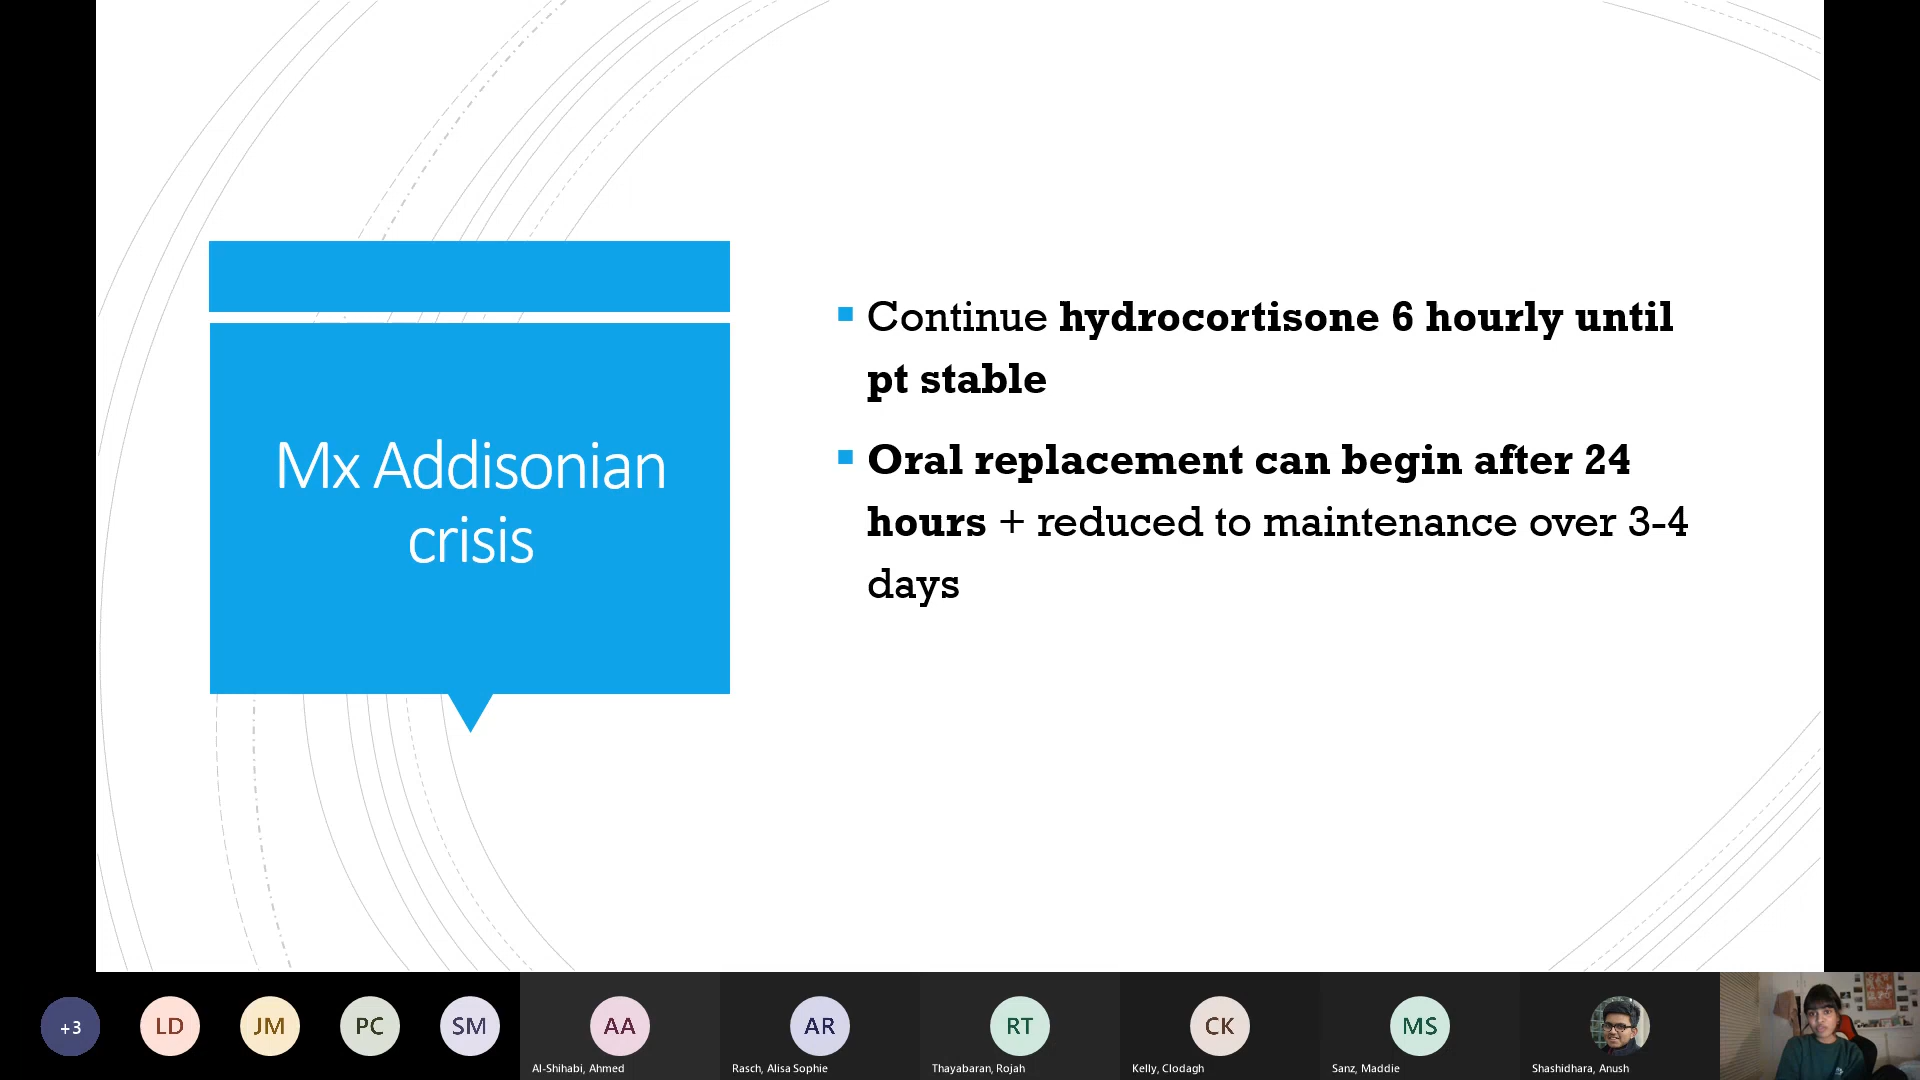 Mx Addisonian
crisis
Continue hydrocortisone 6 hourly until
pt stable
Oral replacement can begin after 24
hours + reduced to maintenance over 3-4
days
+3
LD
JM
PC
SM
AA
AR
RT
CK
MS
Al-Shihabi, Ahmed
Rasch, Alisa Sophie
Thayabaran, Rojah
Kelly, Clodagh
Sanz, Maddie
Shashidhara, Anush